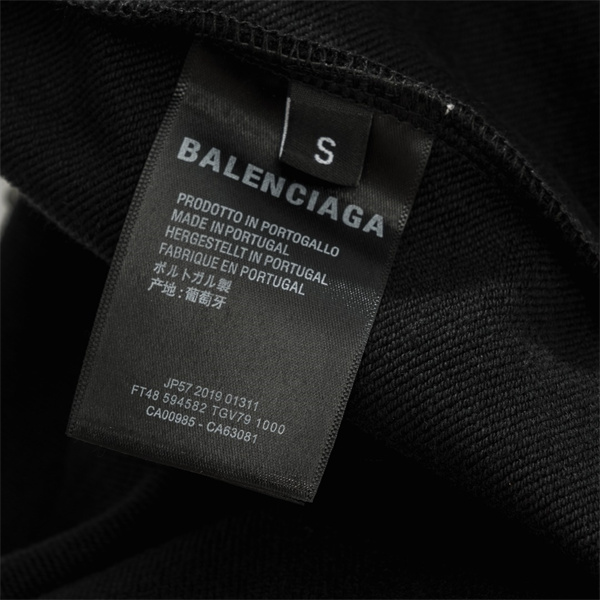 S
BALENCIAGA
PRODOTTO IN PORTOGALLO
MADE IN PORTUGAL
HERGESTELLT IN PORTUGAL
FABRIQUE EN PORTUGAL
ポルトガル製
产地:葡萄牙
JP57 2019 01311
FT48 594582 TGV79 1000
CA00985 - CA63081